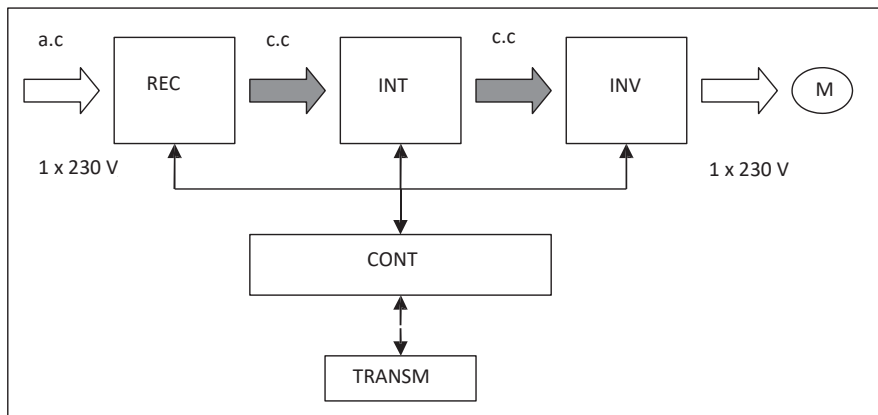 a.c
c.c
c.c
REC
INT
INV
M
1 x 230 V
1 x 230 V
CONT
TRANSM